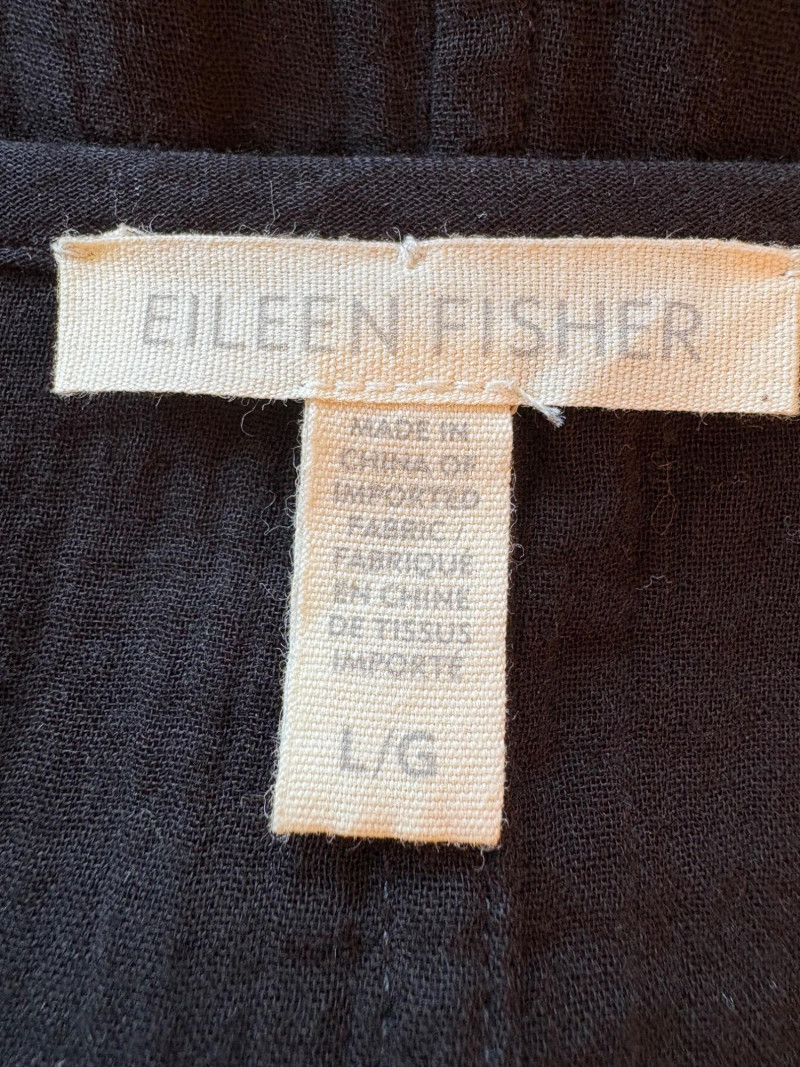 EILEEN FISHER
MADE IN
CHINA OF
IMPORTED
FABRIC /
FABRIQUÉ
EN CHINE
DE TISSUS
IMPORTÉ
L/G